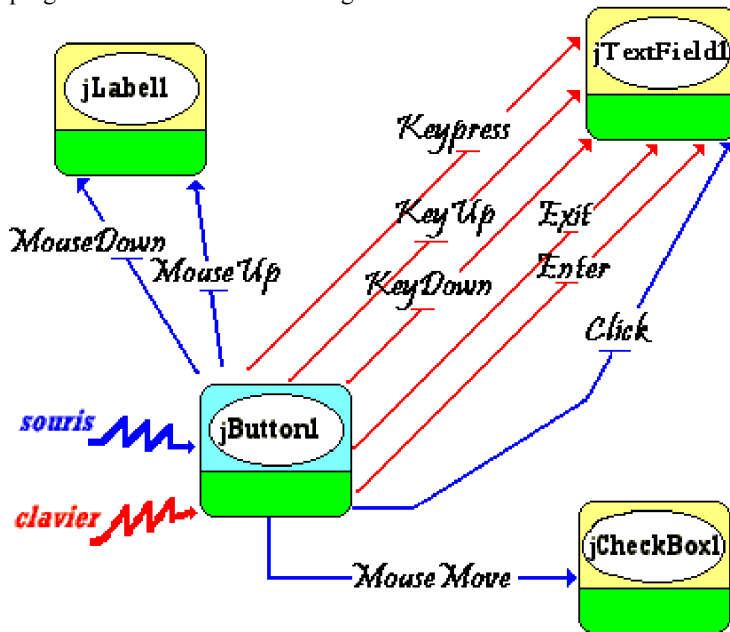 jLabel1
jTextField1
Keypress
KeyUp
Exit
MouseDown
MouseUp
KeyDown
Enter
Click
souris
jButton1
clavier
jCheckBox1
MouseMove